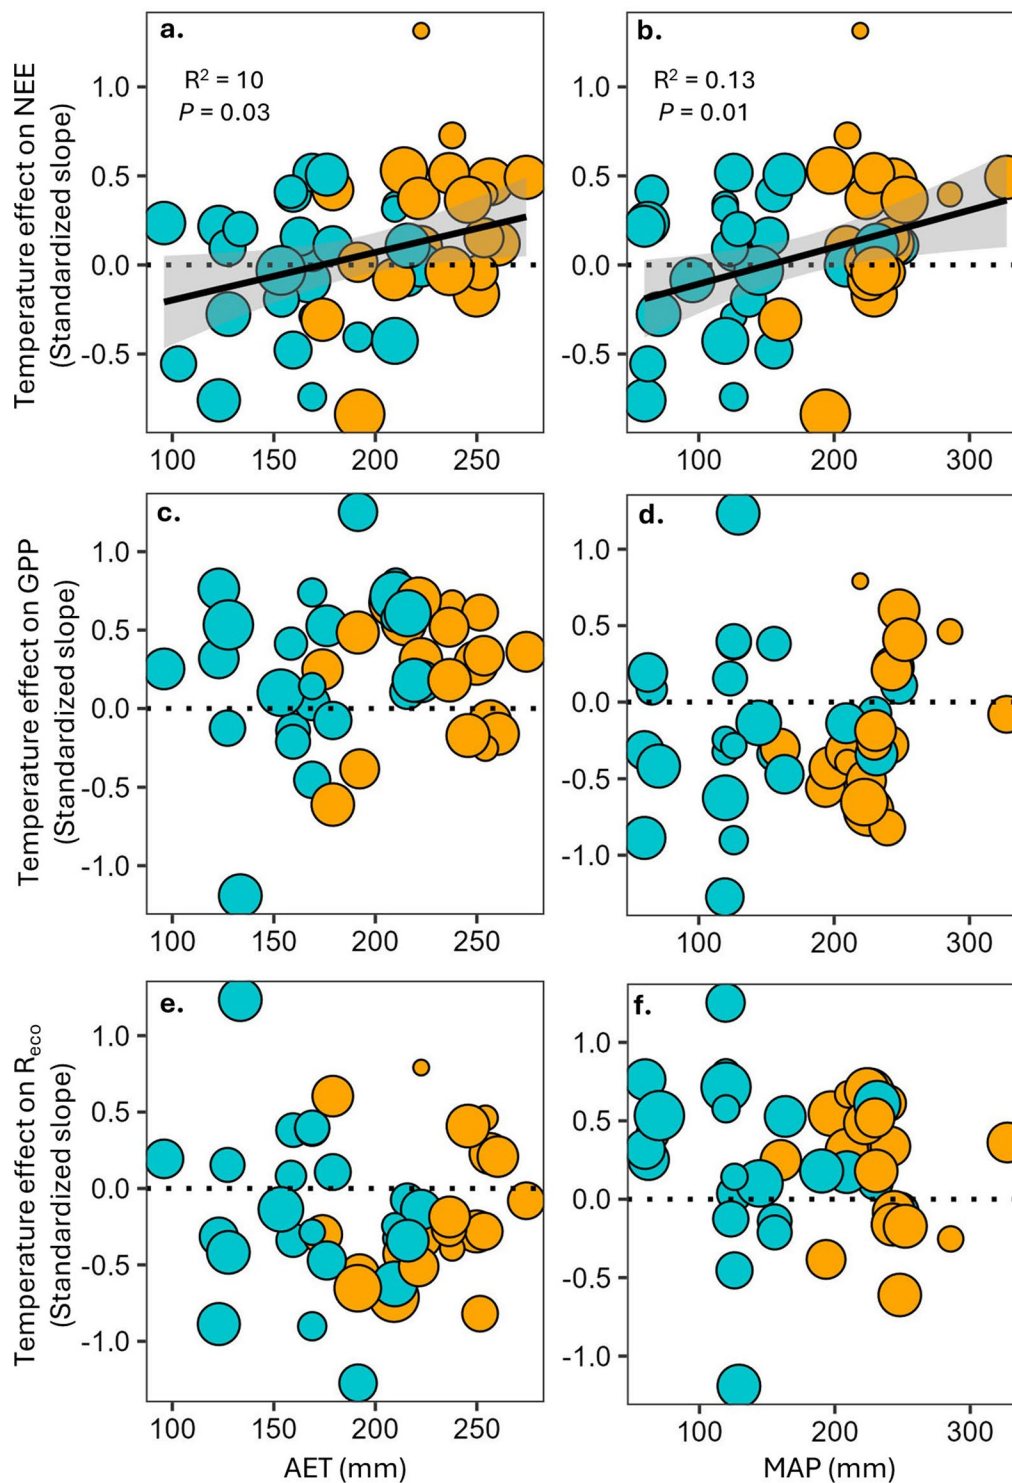 a.
R² = 10
P = 0.03
Temperature effect on NEE
(Standardized slope)
1.0
0.5
0.0
-0.5
100 150 200 250
b.
R² = 0.13
P = 0.01
1.0
0.5
0.0
-0.5
100 200 300
c.
Temperature effect on GPP
(Standardized slope)
1.0
0.5
0.0
-0.5
-1.0
100 150 200 250
d.
1.0
0.5
0.0
-0.5
-1.0
100 200 300
e.
Temperature effect on Reco
(Standardized slope)
1.0
0.5
0.0
-0.5
-1.0
100 150 200 250
AET (mm)
f.
1.0
0.5
0.0
-0.5
-1.0
100 200 300
MAP (mm)